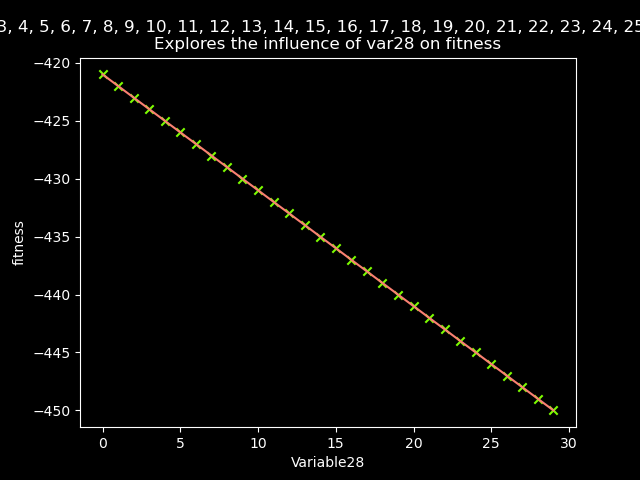 3, 4, 5, 6, 7, 8, 9, 10, 11, 12, 13, 14, 15, 16, 17, 18, 19, 20, 21, 22, 23, 24, 25
Explores the influence of var28 on fitness
−420
−425
−430
−435
−440
−445
−450
fitness
0 5 10 15 20 25 30
Variable28